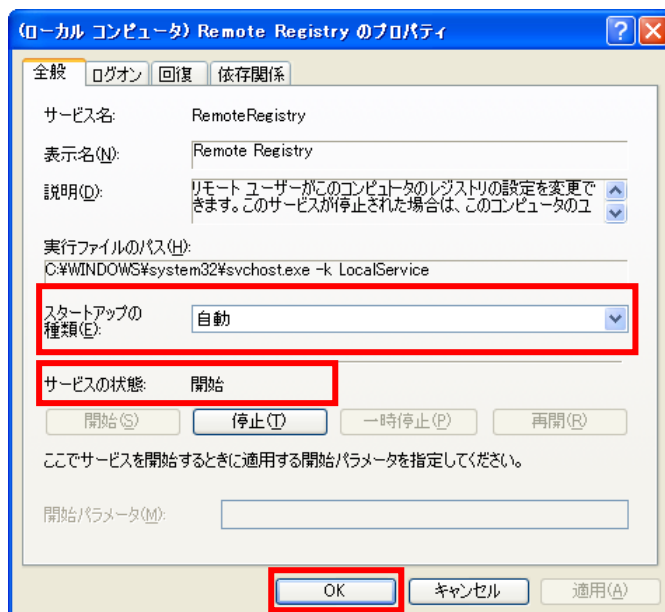 (ローカル コンピュータ) Remote Registry のプロパティ
全般 ログオン 回復 依存関係
サービス名: RemoteRegistry
表示名(N): Remote Registry
説明(D): リモート ユーザーがこのコンピュータのレジストリの設定を変更で
きます。このサービスが停止された場合は、このコンピュータのユ
実行ファイルのパス(H):
C:¥WINDOWS¥system32¥svchost.exe -k LocalService
スタートアップの
種類(E): 自動
サービスの状態: 開始
開始(S) 停止(T) 一時停止(P) 再開(R)
ここでサービスを開始するときに適用する開始パラメータを指定してください。
開始パラメータ(M):
OK キャンセル 適用(A)